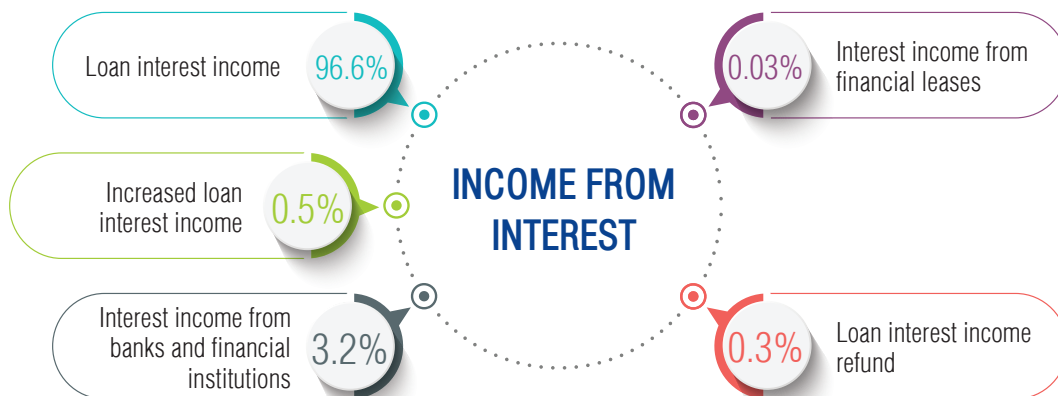 Loan interest income
96.6%
Increased loan
interest income
0.5%
Interest income from
banks and financial
institutions
3.2%
INCOME FROM
INTEREST
0.03%
Interest income from
financial leases
0.3%
Loan interest income
refund